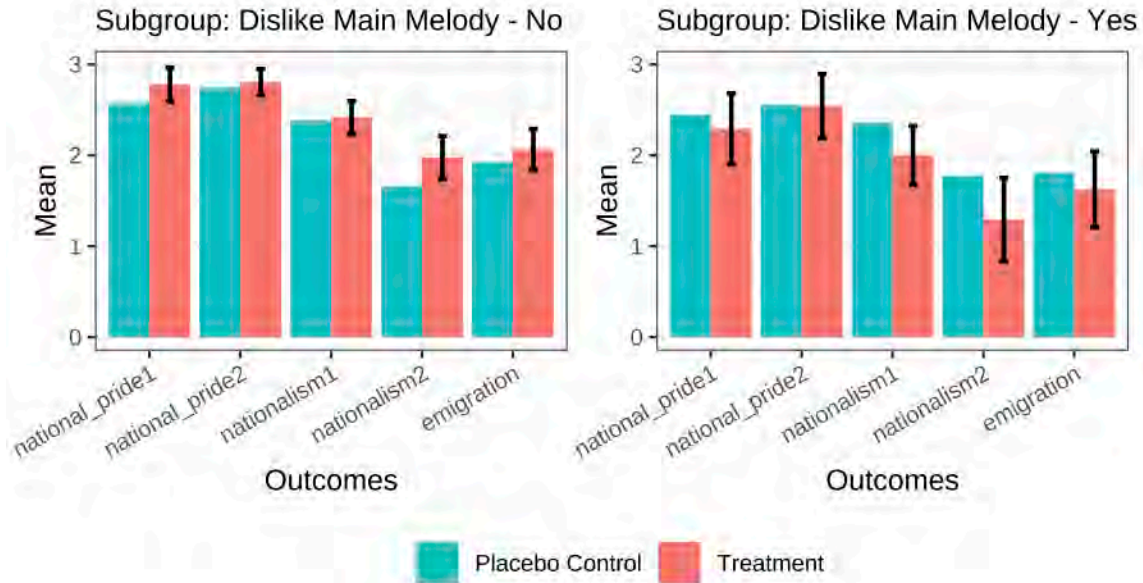 Subgroup: Dislike Main Melody - No
Subgroup: Dislike Main Melody - Yes
Mean
3
2
1
0
national_pride1
national_pride2
nationalism1
nationalism2
emigration
Outcomes
Mean
3
2
1
0
national_pride1
national_pride2
nationalism1
nationalism2
emigration
Outcomes
Placebo Control
Treatment